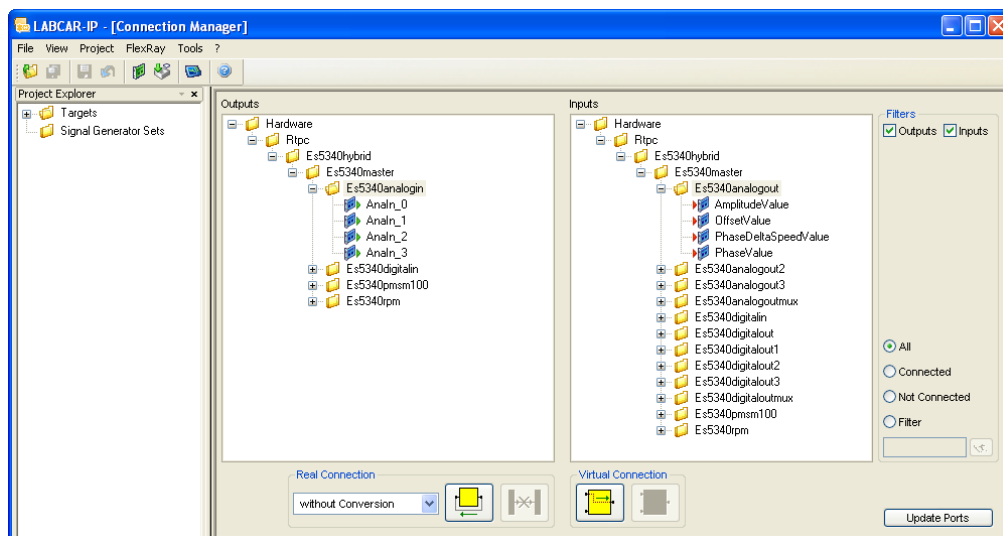 LABCAR-IP - [Connection Manager]
File View Project FlexRay Tools ?
Project Explorer
Targets
Signal Generator Sets
Outputs
Hardware
Rtpc
Es5340hybrid
Es5340master
Es5340analogin
AnaIn_0
AnaIn_1
AnaIn_2
AnaIn_3
Es5340digitalin
Es5340pmsm100
Es5340rpm
Inputs
Hardware
Rtpc
Es5340hybrid
Es5340master
Es5340analogout
AmplitudeValue
OffsetValue
PhaseDeltaSpeedValue
PhaseValue
Es5340analogout2
Es5340analogout3
Es5340analogoutmux
Es5340digitalin
Es5340digitalout
Es5340digitalout1
Es5340digitalout2
Es5340digitalout3
Es5340digitaloutmux
Es5340pmsm100
Es5340rpm
Filters
Outputs Inputs
All
Connected
Not Connected
Filter
Real Connection
without Conversion
Virtual Connection
Update Ports